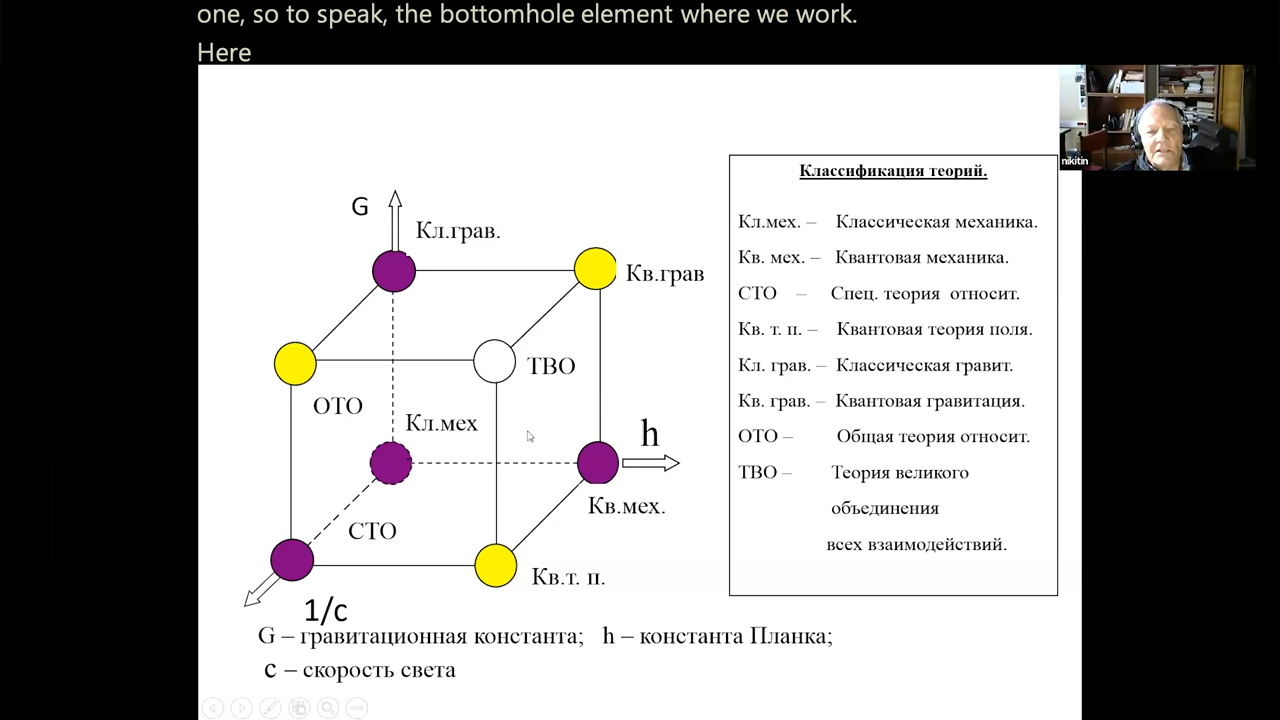 one, so to speak, the bottomhole element where we work.
Here
nikitin
G
Кл.грав.
Кв.грав
ТВО
ОТО
Кл.мех
h
Кв.мех.
СТО
Кв.т. п.
1/c
G – гравитационная константа; h – константа Планка;
c – скорость света
Классификация теорий.
Кл.мех. – Классическая механика.
Кв. мех. – Квантовая механика.
СТО – Спец. теория относит.
Кв. т. п. – Квантовая теория поля.
Кл. грав. – Классическая гравит.
Кв. грав. – Квантовая гравитация.
ОТО – Общая теория относит.
ТВО – Теория великого
объединения
всех взаимодействий.